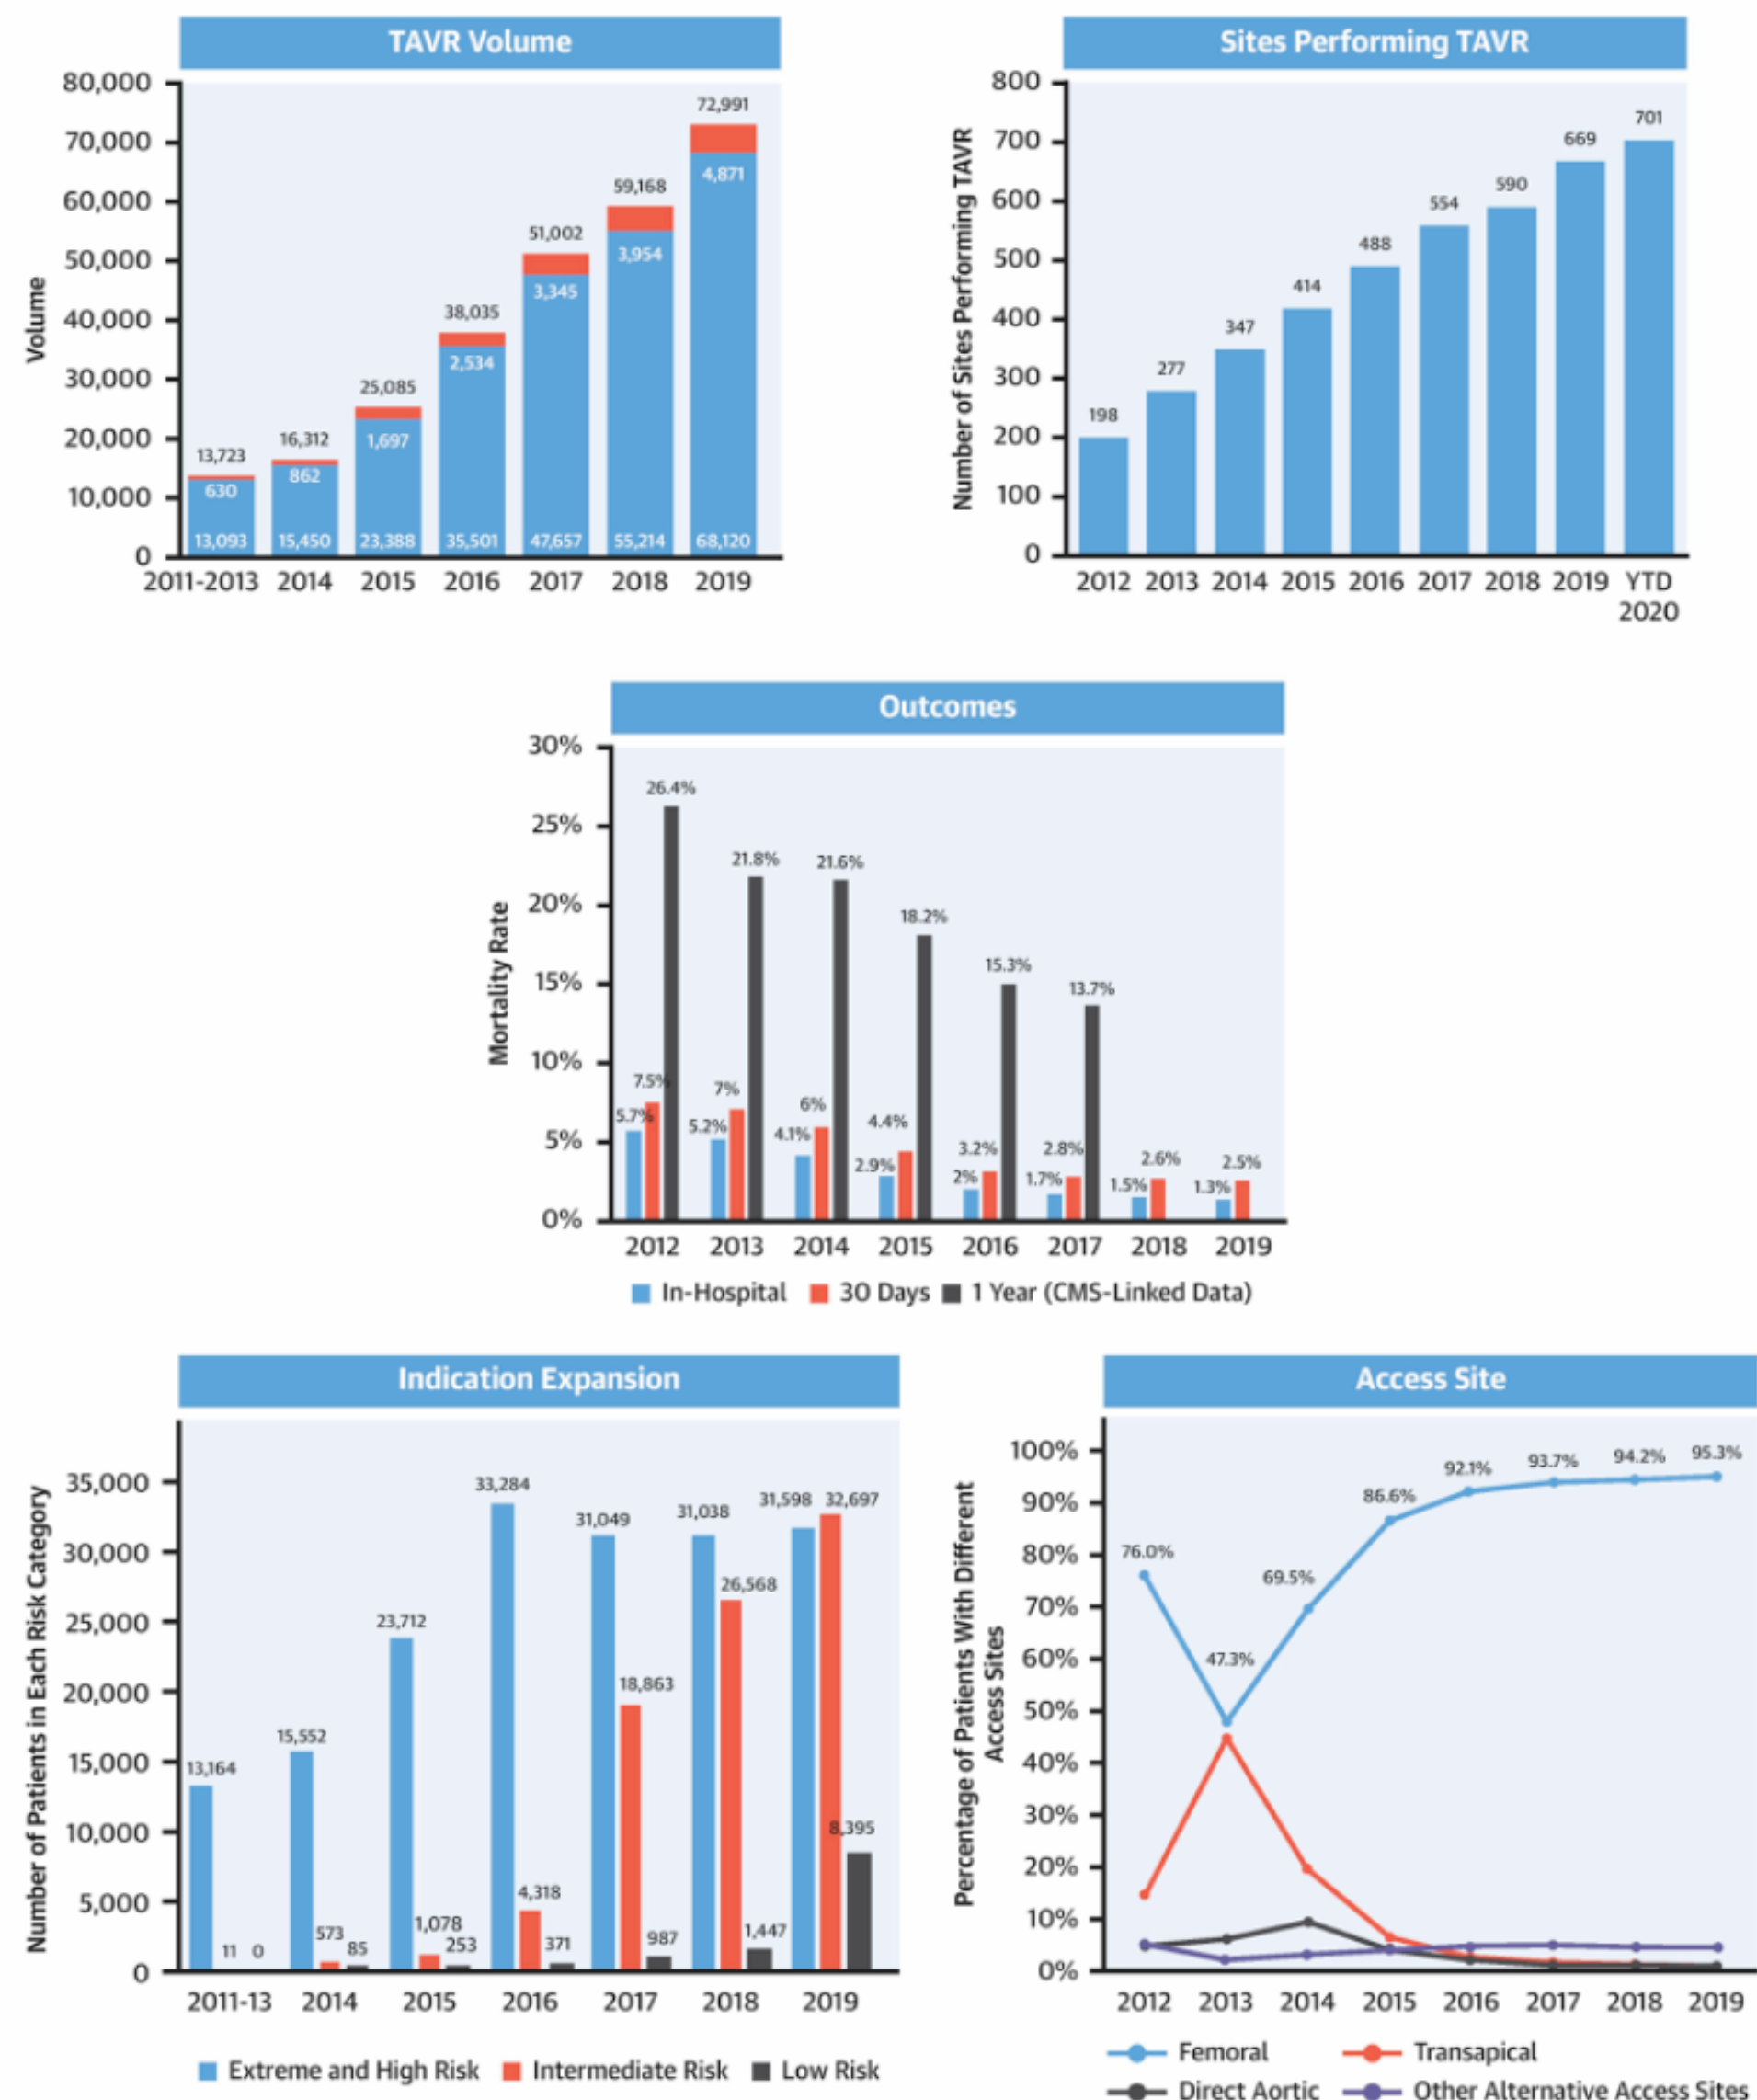 TAVR Volume
Volume
80,000
70,000
60,000
50,000
40,000
30,000
20,000
10,000
0
13,723
630
13,093
16,312
862
15,450
25,085
1,697
23,388
38,035
2,534
35,501
51,002
3,345
47,657
59,168
3,954
55,214
72,991
4,871
68,120
2011-2013 2014 2015 2016 2017 2018 2019
Sites Performing TAVR
Number of Sites Performing TAVR
800
700
600
500
400
300
200
100
0
198
277
347
414
488
554
590
669
701
2012 2013 2014 2015 2016 2017 2018 2019 YTD
2020
Outcomes
Mortality Rate
30%
25%
20%
15%
10%
5%
0%
5.7% 7.5% 26.4%
5.2% 7% 21.8%
4.1% 6% 21.6%
2.9% 4.4% 18.2%
2% 3.2% 15.3%
1.7% 2.8% 13.7%
1.5% 2.6%
1.3% 2.5%
2012 2013 2014 2015 2016 2017 2018 2019
In-Hospital 30 Days 1 Year (CMS-Linked Data)
Indication Expansion
Number of Patients in Each Risk Category
35,000
30,000
25,000
20,000
15,000
10,000
5,000
0
13,164 11 0
15,552 573 85
23,712 1,078 253
33,284 4,318 371
31,049 18,863 987
31,038 26,568 1,447
31,598 32,697 8,395
2011-13 2014 2015 2016 2017 2018 2019
Extreme and High Risk Intermediate Risk Low Risk
Access Site
Percentage of Patients With Different
Access Sites
100%
90%
80%
70%
60%
50%
40%
30%
20%
10%
0%
76.0%
47.3%
69.5%
86.6%
92.1%
93.7%
94.2%
95.3%
2012 2013 2014 2015 2016 2017 2018 2019
Femoral Transapical
Direct Aortic Other Alternative Access Sites